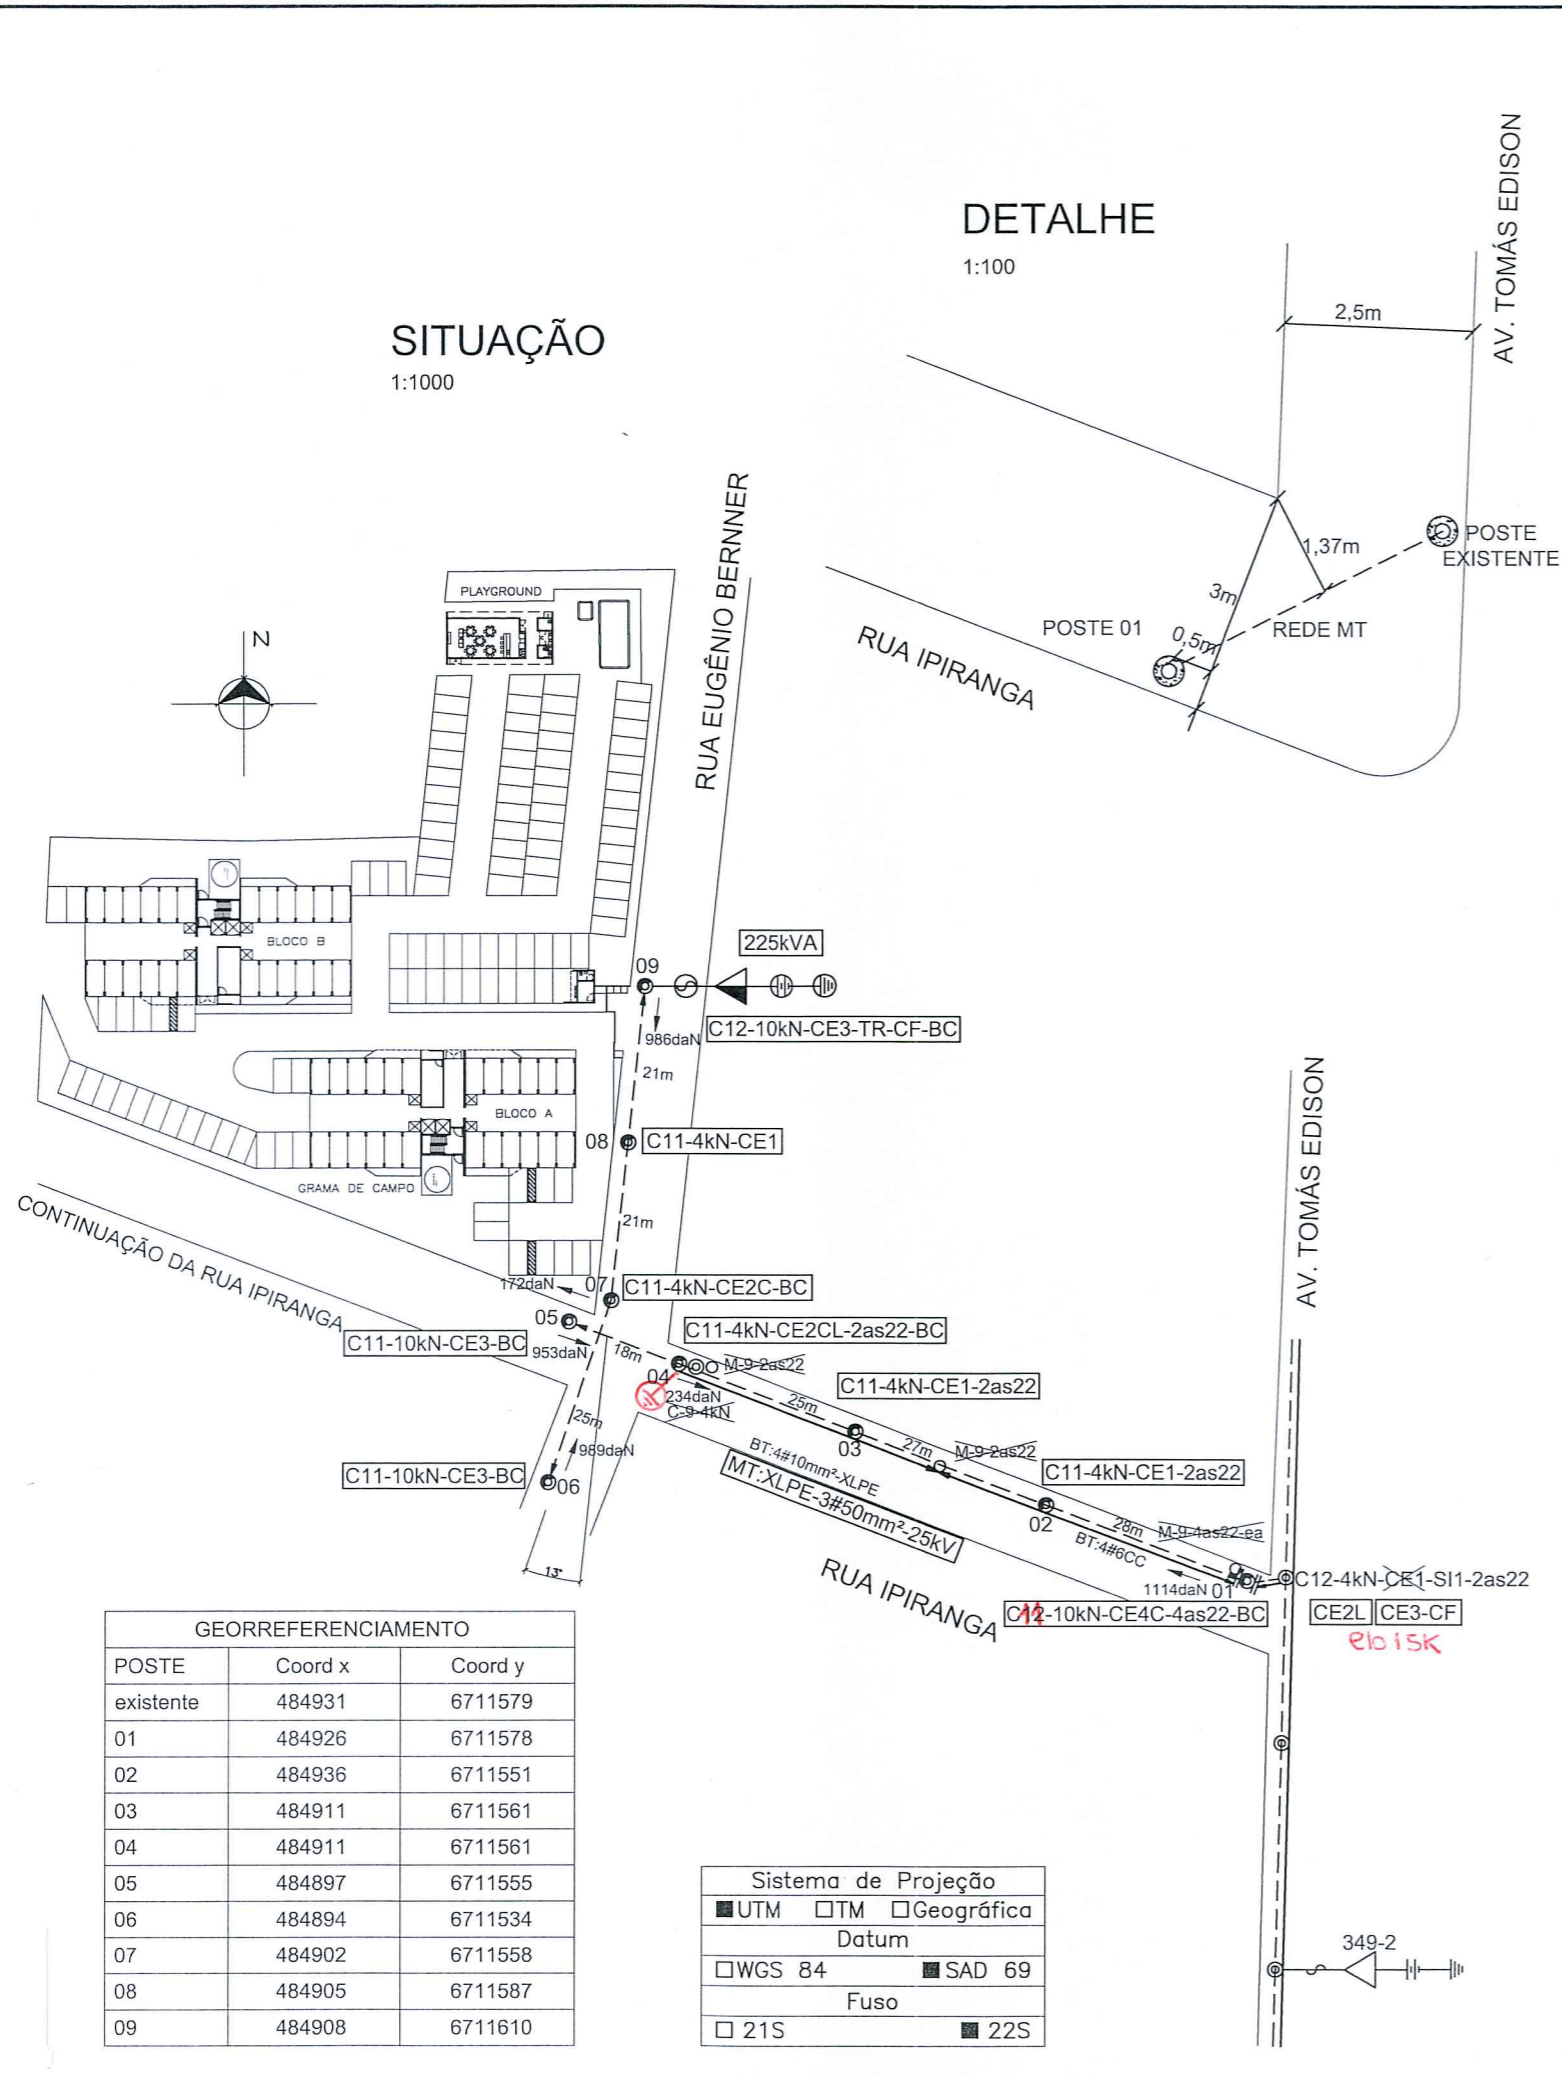 DETALHE
1:100
AV. TOMÁS EDISON
2,5m
SITUAÇÃO
1:1000
1,37m
POSTE
EXISTENTE
3m
POSTE 01
0,5m
REDE MT
RUA IPIRANGA
N
PLAYGROUND
RUA EUGÊNIO BERNNER
BLOCO B
225kVA
09
C12-10kN-CE3-TR-CF-BC
986daN
21m
BLOCO A
08
C11-4kN-CE1
GRAMA DE CAMPO
21m
CONTINUAÇÃO DA RUA IPIRANGA
AV. TOMÁS EDISON
172daN
07
C11-4kN-CE2C-BC
05
C11-10kN-CE3-BC
953daN
18m
C11-4kN-CE2CL-2as22-BC
M-9-2as22
04
234daN
C-9-4kN
C11-4kN-CE1-2as22
25m
03
27m
M-9-2as22
25m
989daN
C11-10kN-CE3-BC
06
BT:4#10mm²-XLPE
MT:XLPE-3#50mm²-25kV
C11-4kN-CE1-2as22
02
28m
M-9-4as22-ea
BT:4#6CC
13°
RUA IPIRANGA
1114daN
01
C12-4kN-CE1-SI1-2as22
C12-10kN-CE4C-4as22-BC
11
CE2L
CE3-CF
elo 15K
GEORREFERENCIAMENTO
POSTE Coord x Coord y
existente 484931 6711579
01 484926 6711578
02 484936 6711551
03 484911 6711561
04 484911 6711561
05 484897 6711555
06 484894 6711534
07 484902 6711558
08 484905 6711587
09 484908 6711610
Sistema de Projeção
UTM TM Geográfica
Datum
WGS 84 SAD 69
Fuso
21S 22S
349-2